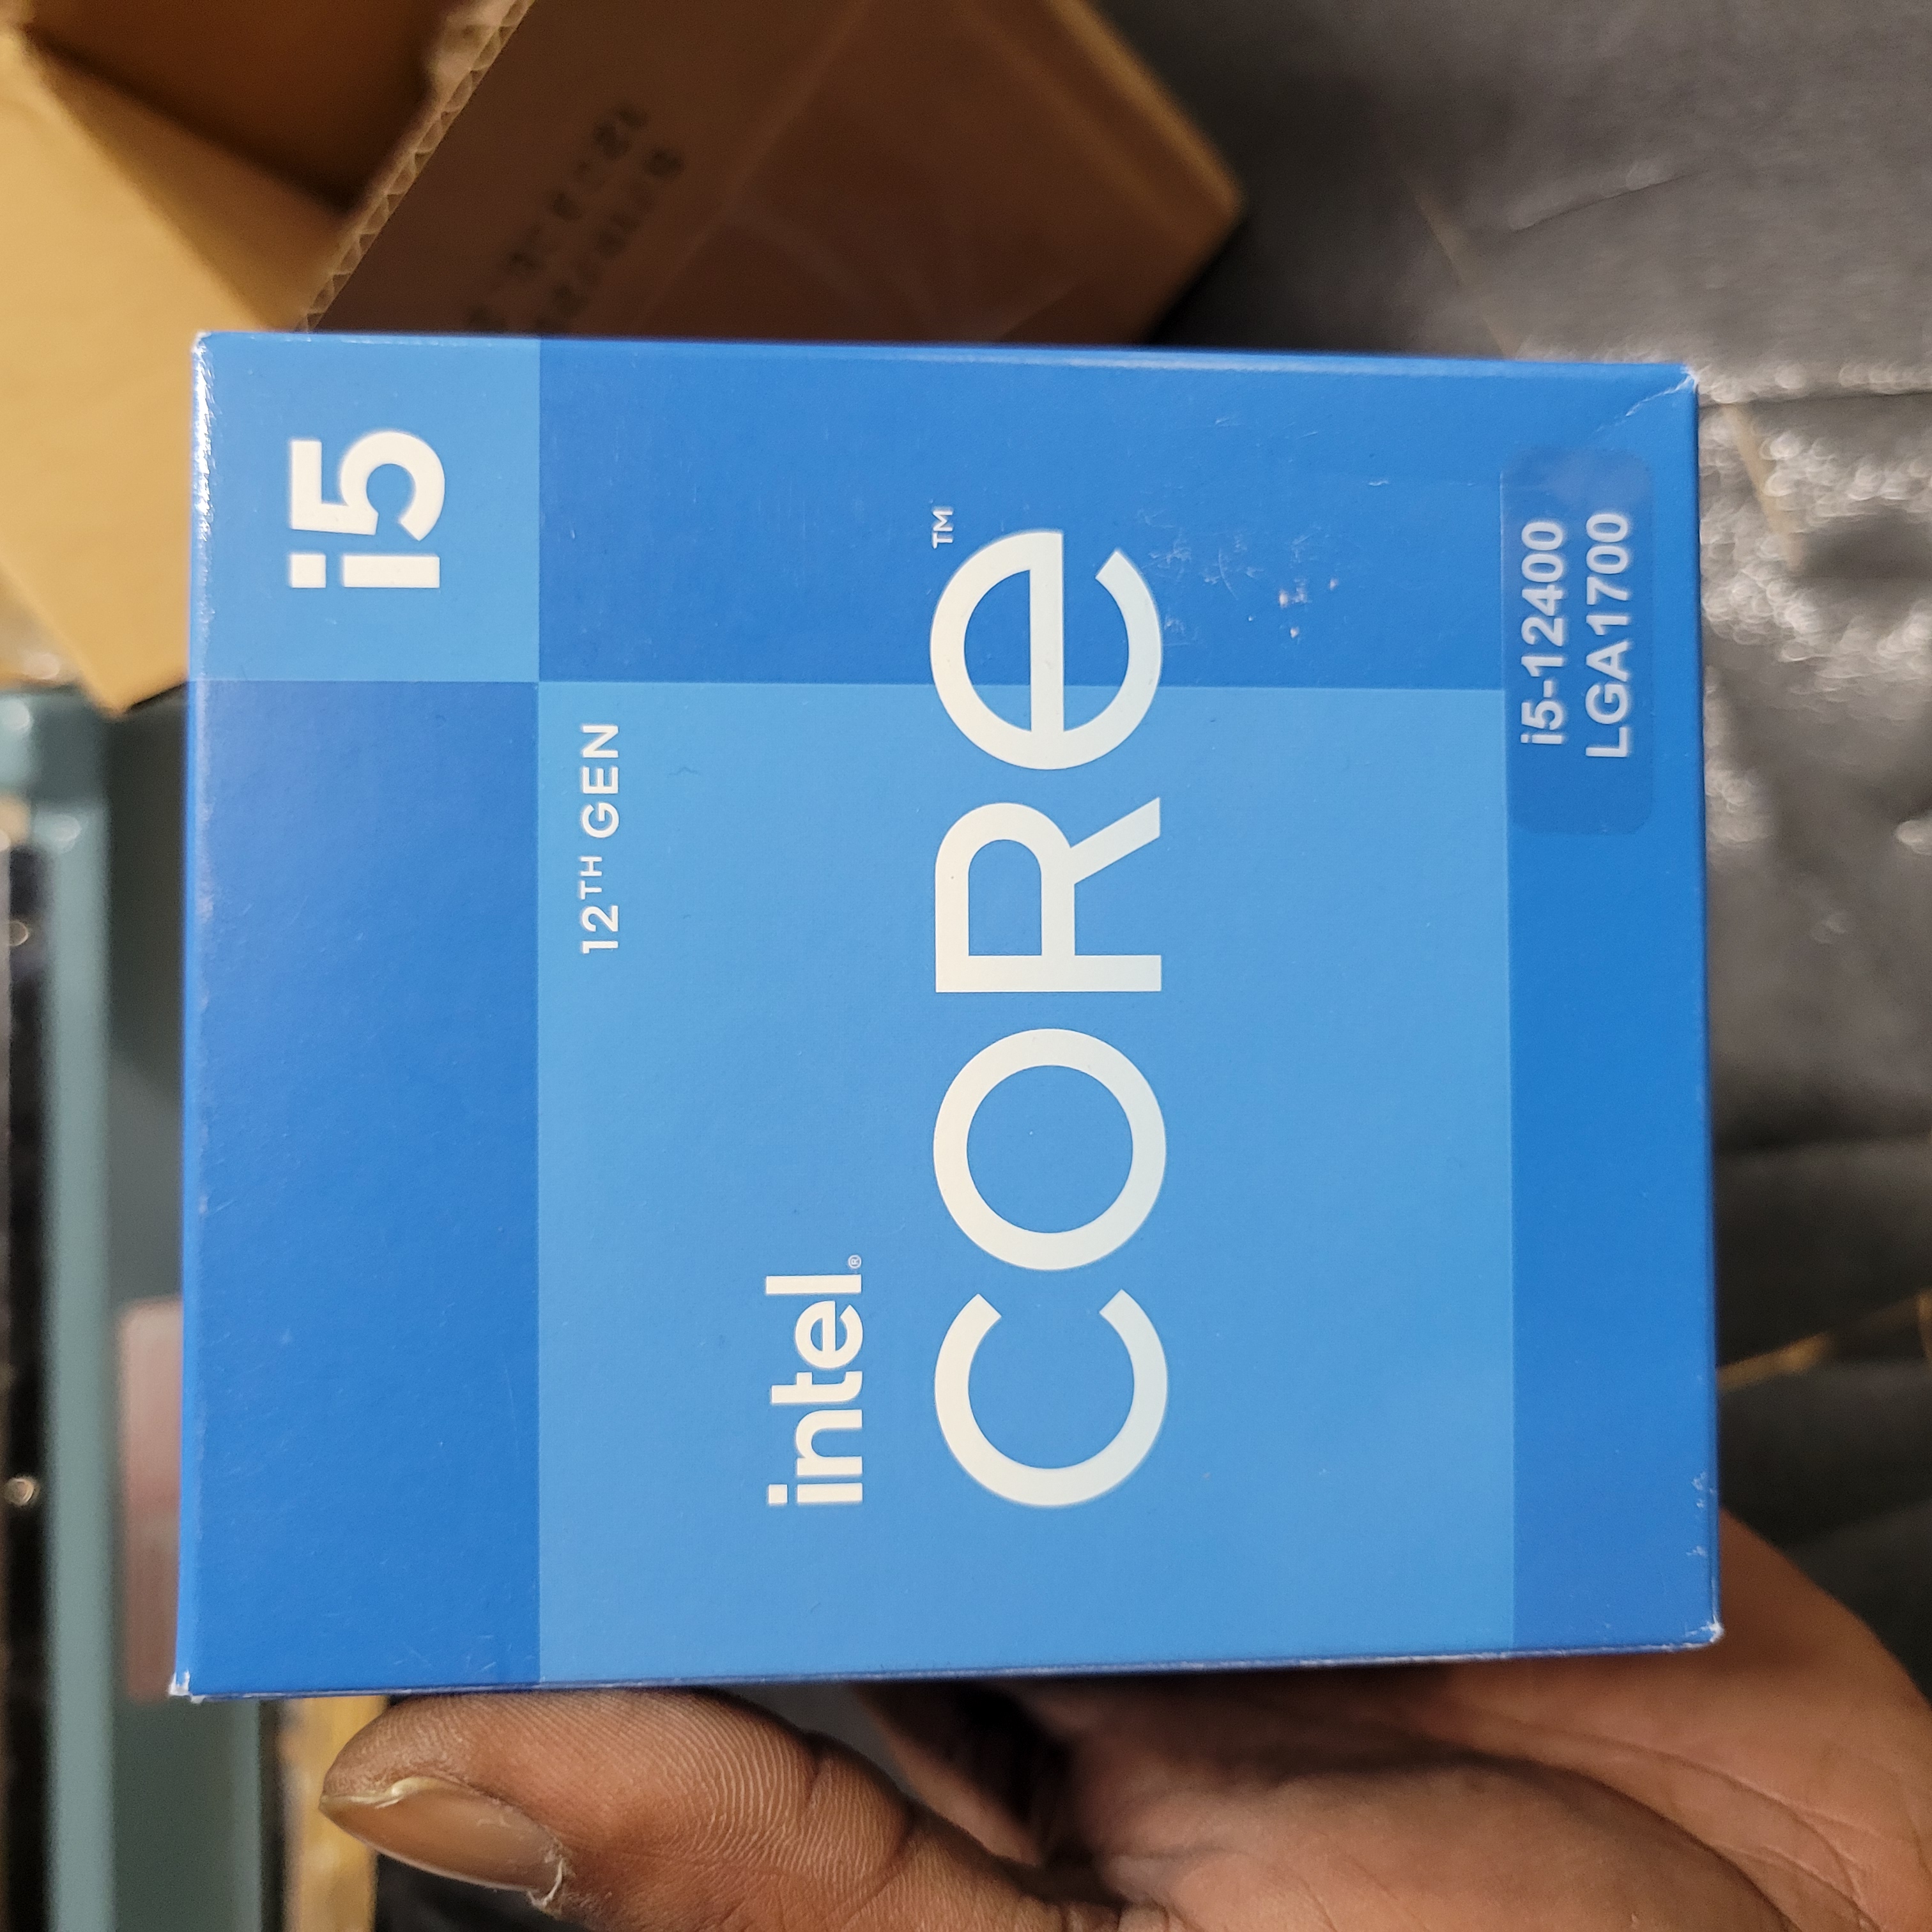 i5
12TH GEN
intel®
CORe™
i5-12400
LGA1700